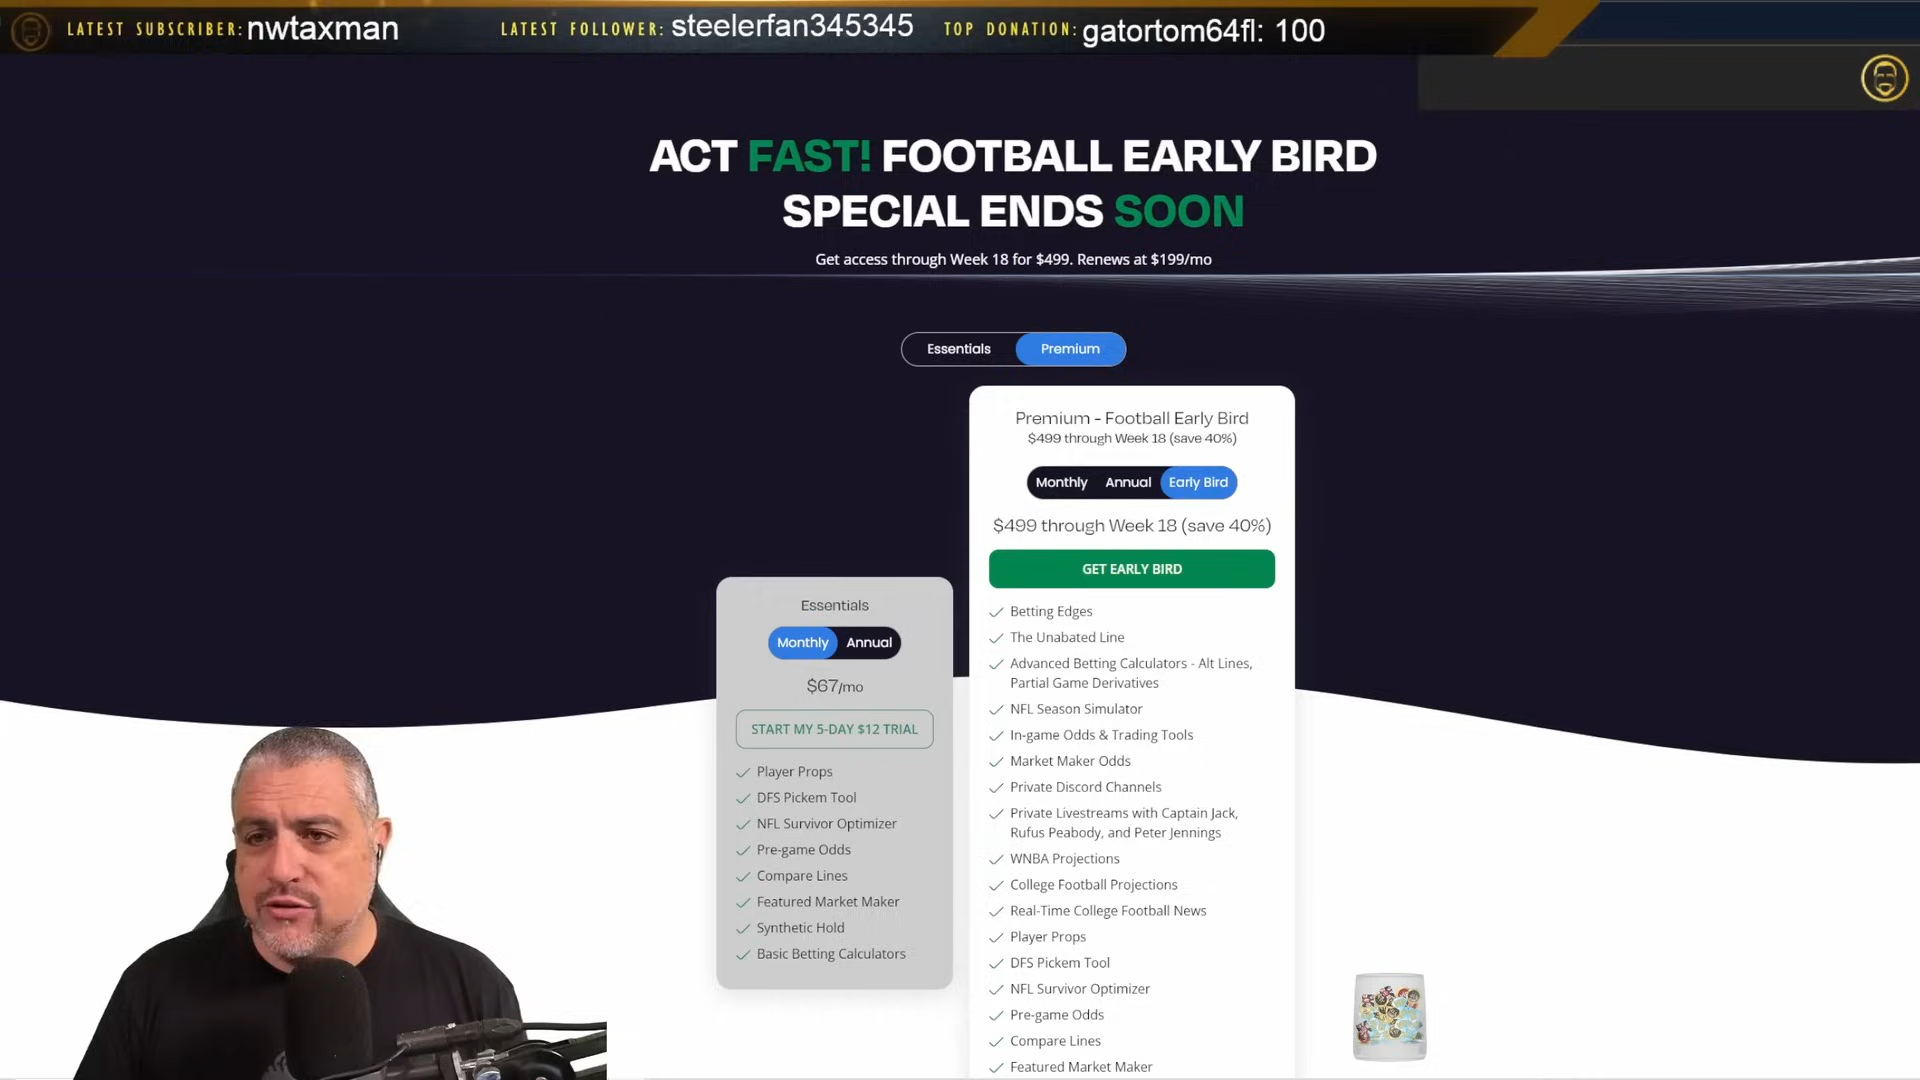 LATEST SUBSCRIBER: nwtaxman
LATEST FOLLOWER: steelerfan345345
TOP DONATION: gatortom64fl: 100
ACT FAST! FOOTBALL EARLY BIRD
SPECIAL ENDS SOON
Get access through Week 18 for $499. Renews at $199/mo
Essentials
Premium
Essentials
Monthly
Annual
$67/mo
START MY 5-DAY $12 TRIAL
Player Props
DFS Pickem Tool
NFL Survivor Optimizer
Pre-game Odds
Compare Lines
Featured Market Maker
Synthetic Hold
Basic Betting Calculators
Premium - Football Early Bird
$499 through Week 18 (save 40%)
Monthly
Annual
Early Bird
$499 through Week 18 (save 40%)
GET EARLY BIRD
Betting Edges
The Unabated Line
Advanced Betting Calculators - Alt Lines,
Partial Game Derivatives
NFL Season Simulator
In-game Odds & Trading Tools
Market Maker Odds
Private Discord Channels
Private Livestreams with Captain Jack,
Rufus Peabody, and Peter Jennings
WNBA Projections
College Football Projections
Real-Time College Football News
Player Props
DFS Pickem Tool
NFL Survivor Optimizer
Pre-game Odds
Compare Lines
Featured Market Maker